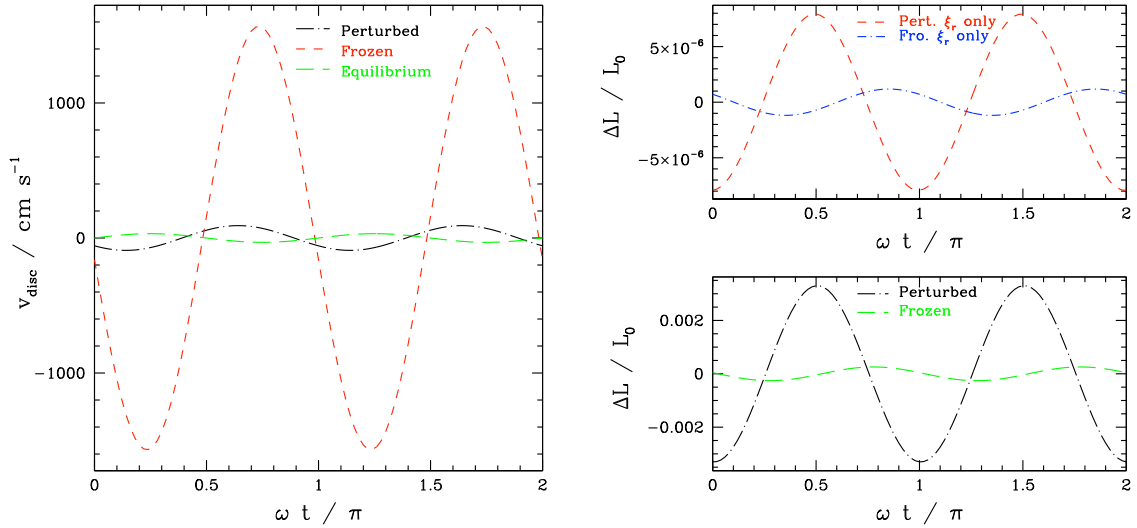 Perturbed
Frozen
Equilibrium
1000
0
−1000
v_disc / cm s⁻¹
0
0.5
1
1.5
2
ω t / π
Pert. ξ_r only
Fro. ξ_r only
5×10⁻⁶
0
−5×10⁻⁶
ΔL / L₀
0
0.5
1
1.5
2
ω t / π
Perturbed
Frozen
0.002
0
−0.002
ΔL / L₀
0
0.5
1
1.5
2
ω t / π